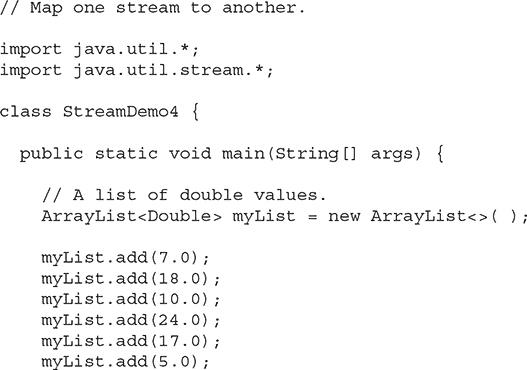 // Map one stream to another.
import java.util.*;
import java.util.stream.*;
class StreamDemo4 {
public static void main(String[] args) {
// A list of double values.
ArrayList<Double> myList = new ArrayList<>( );
myList.add(7.0);
myList.add(18.0);
myList.add(10.0);
myList.add(24.0);
myList.add(17.0);
myList.add(5.0);